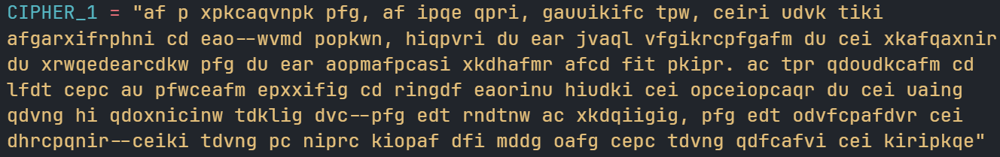 CIPHER_1 = "af p xpkcaqvnpk pfg, af ipqe qpri, gauuikifc tpw, ceiri udvk tiki
afgarxifrphni cd eao--wvmd popkwn, hiqpvri du ear jvaql vfgikrcpfgafm du cei xkafqaxnir
du xrwqedearcdkw pfg du ear aopmafpcasi xkdhafmr afcd fit pkipr. ac tpr qdoudkcafm cd
lfdt cepc au pfwceafm epxxifig cd ringdf eaorinu hiudki cei opceiopcaqr du cei uaing
qdvng hi qdoxnicinw tdklig dvc--pfg edt rndtnw ac xkdqiigig, pfg edt odvfcpafdvr cei
dhrcpqnir--ceiki tdvng pc niprc kiopaf dfi mddg oafg cepc tdvng qdfcafvi cei kiripkqe"